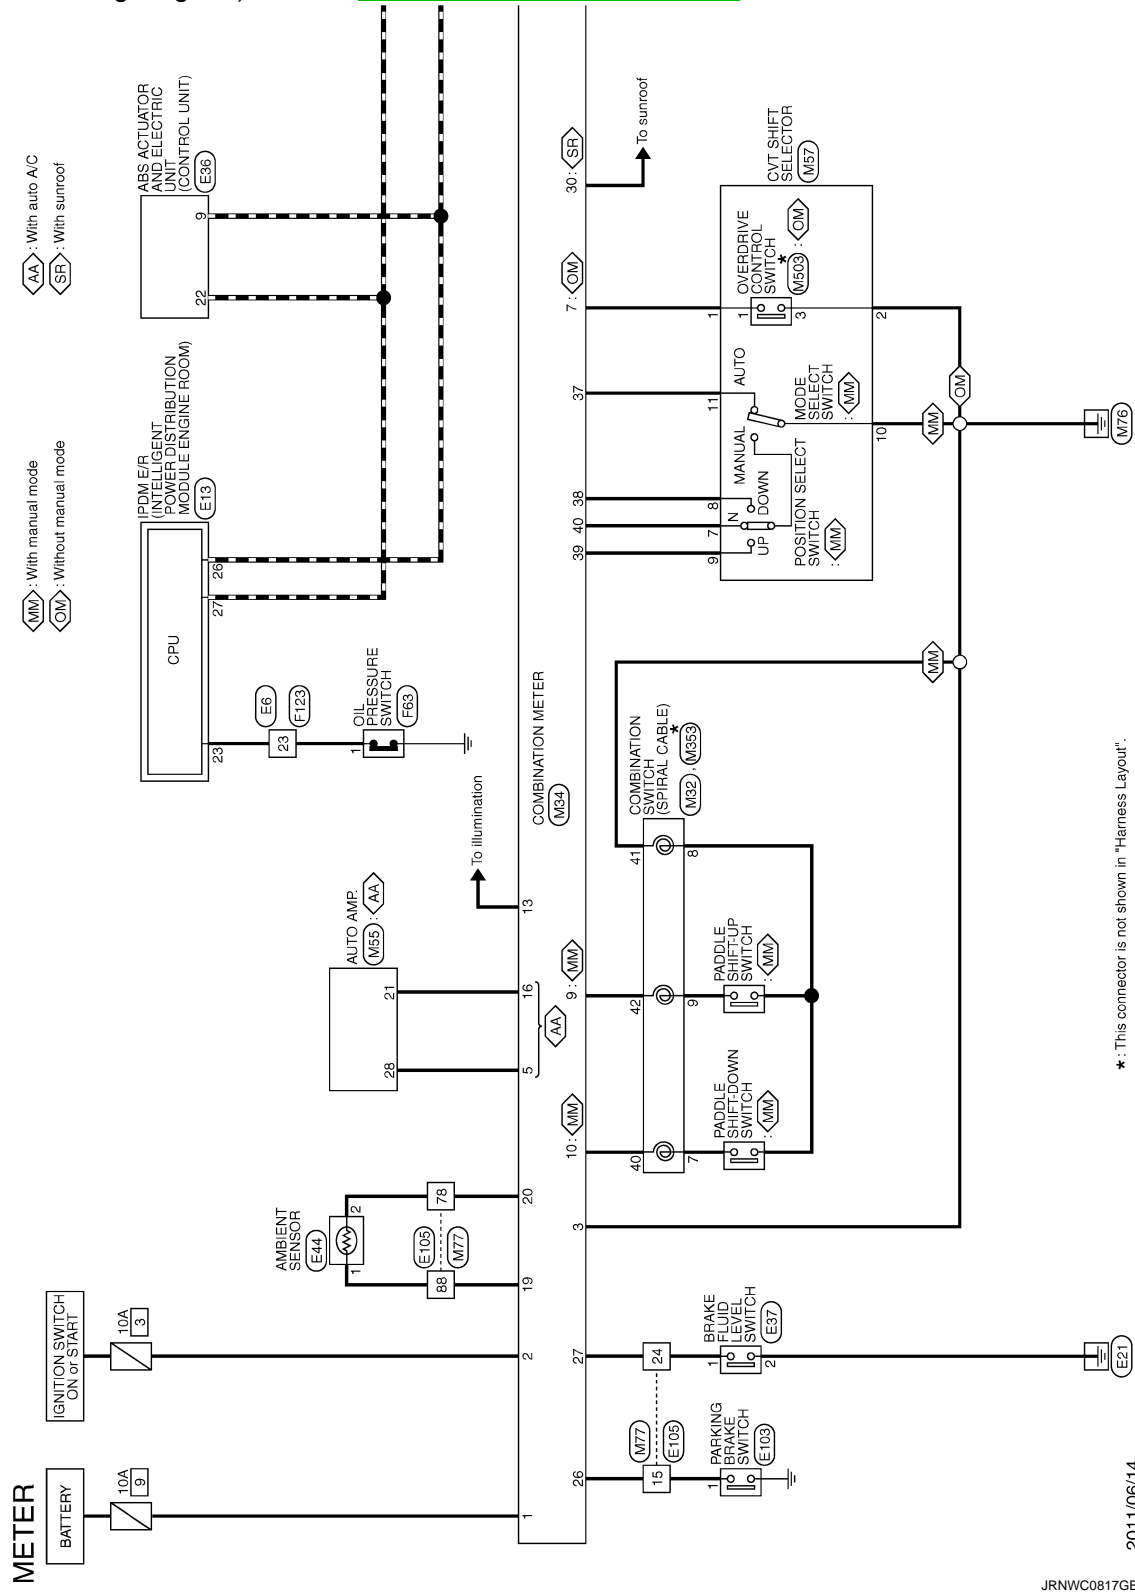 METER
BATTERY
10A
9
IGNITION SWITCH
ON or START
10A
3
AMBIENT
SENSOR
E44
1
2
E105
M77
88
78
AUTO AMP.
M55 : AA
28
21
To illumination
MM : With manual mode
OM : Without manual mode
AA : With auto A/C
SR : With sunroof
IPDM E/R
(INTELLIGENT
POWER DISTRIBUTION
MODULE ENGINE ROOM)
E13
CPU
23
27
26
E6
F123
23
OIL
PRESSURE
SWITCH
F63
1
ABS ACTUATOR
AND ELECTRIC
UNIT
(CONTROL UNIT)
E36
22
9
1
2
19
20
5
16
AA
13
COMBINATION METER
M34
26
27
3
10 : MM
9 : MM
39
40
38
37
7 : OM
30 : SR
To sunroof
M77
E105
15
24
PARKING
BRAKE
SWITCH
E103
1
BRAKE
FLUID
LEVEL
SWITCH
E37
1
2
E21
COMBINATION
SWITCH
(SPIRAL CABLE)
M32 , M353 *
40
42
41
7
9
8
PADDLE
SHIFT-DOWN
SWITCH
: MM
PADDLE
SHIFT-UP
SWITCH
: MM
MM
CVT SHIFT
SELECTOR
M57
9
7
8
11
1
UP
N
DOWN
MANUAL
AUTO
POSITION SELECT
SWITCH
: MM
MODE
SELECT
SWITCH
: MM
OVERDRIVE
CONTROL
SWITCH
*
M503 : OM
1
3
10
2
MM
OM
M76
* : This connector is not shown in "Harness Layout".
2011/06/14
JRNWC0817GE